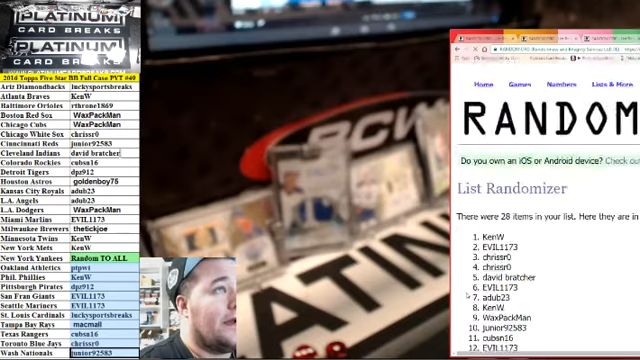 PLATINUM
CARD BREAKS
PLATINUM
CARD BREAKS
2016 Topps Five Star BB Full Case PYT #49
Ariz Diamondbacks luckysportsbreaks
Atlanta Braves KenW
Baltimore Orioles rthrone1869
Boston Red Sox WaxPackMan
Chicago Cubs WaxPackMan
Chicago White Sox chrissr0
Cinncinnati Reds junior92583
Cleveland Indians david bratcher
Colorado Rockies cubsn16
Detroit Tigers dpz912
Houston Astros goldenboy75
Kansas City Royals adub23
L.A. Angels adub23
L.A. Dodgers WaxPackMan
Miami Marlins EVIL1173
Milwaukee Brewers thetickjoe
Minnesota Twins KenW
New York Mets KenW
New York Yankees Random TO ALL
Oakland Athletics ptpwi
Phil. Phillies KenW
Pittsburgh Pirates dpz912
San Fran Giants EVIL1173
Seattle Mariners EVIL1173
St. Louis Cardinals luckysportsbreaks
Tampa Bay Rays macmall
Texas Rangers cubsn16
Toronto Blue Jays chrissr0
Wash Nationals junior92583
BCW
ATIN
Home Games Numbers Lists & More
RANDOM
Do you own an iOS or Android device? Check ou
List Randomizer
There were 28 items in your list. Here they are in
1. KenW
2. EVIL1173
3. chrissr0
4. chrissr0
5. david bratcher
6. EVIL1173
7. adub23
8. KenW
9. WaxPackMan
10. junior92583
11. cubsn16
12. EVIL1173